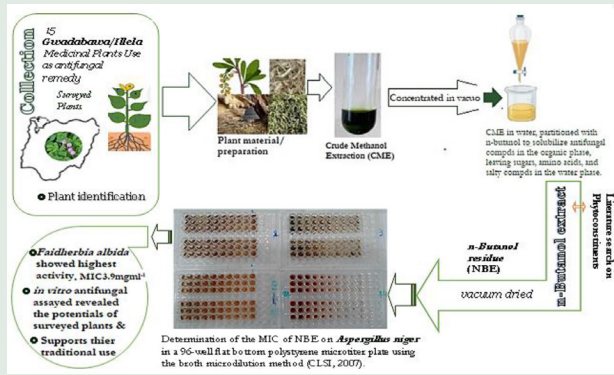 Collection
15
Gwadabawa/Illela
Medicinal Plants Use
as antifungal
remedy
Surveyed
Plants
Plant identification
Plant material/
preparation
Crude Methanol
Extraction (CME)
Concentrated in vacuo
CME in water, partitioned with
n-butanol to solubilize antifungal
compds in the organic phase,
leaving sugars, amino acids, and
salty compds in the water phase.
Literature search on
Phytocostituents
n-Butanol extract
n-Butanol
residue
(NBE)
vacuum dried
Determination of the MIC of NBE on Aspergillus niger
in a 96-well flat bottom polystyrene microtiter plate using
the broth microdilution method (CLSI, 2007).
Faidherbia albida
showed highest
activity, MIC3.9mgml-1
in vitro antifungal
assayed revealed
the potentials of
surveyed plants &
Supports thier
traditional use